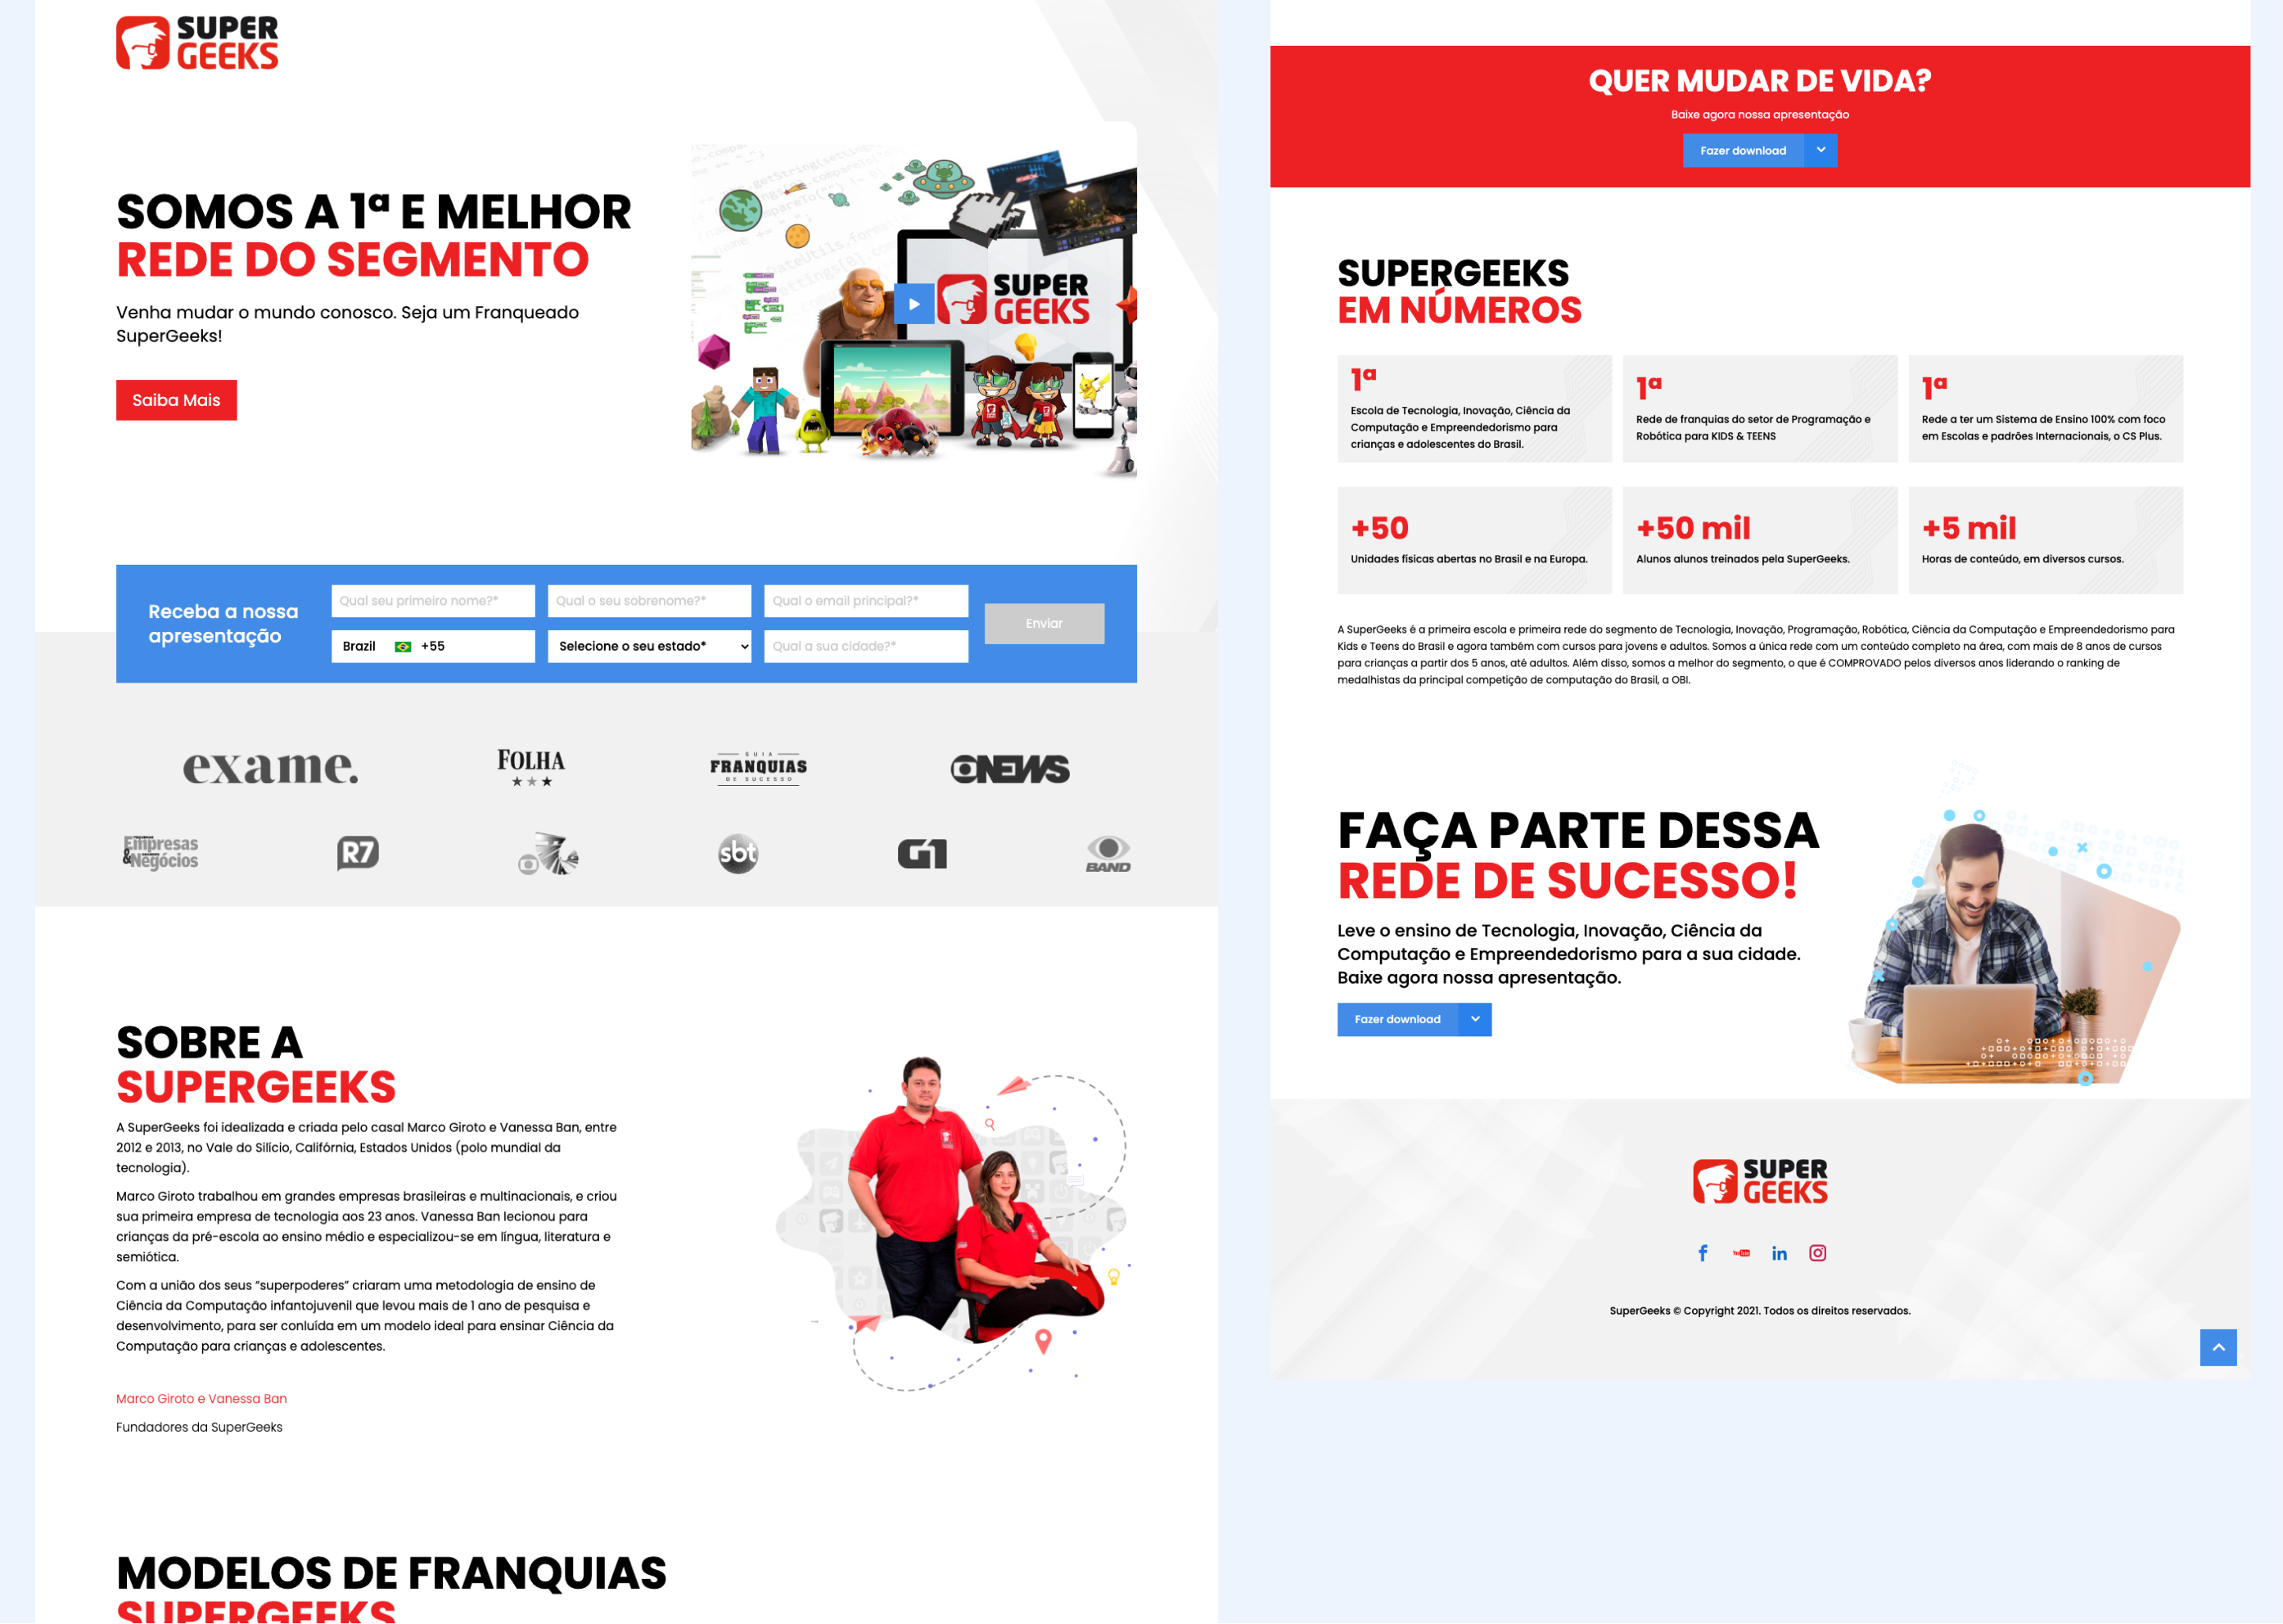 SUPER
GEEKS
SOMOS A 1ª E MELHOR
REDE DO SEGMENTO
Venha mudar o mundo conosco. Seja um Franqueado
SuperGeeks!
Saiba Mais
SUPER
GEEKS
Receba a nossa
apresentação
Qual seu primeiro nome?*
Qual o seu sobrenome?*
Qual o email principal?*
Brazil +55
Selecione o seu estado*
Qual a sua cidade?*
Enviar
exame.
FOLHA
GUIA
FRANQUIAS
DE SUCESSO
NEWS
Empresas
& Negócios
R7
sbt
G1
BAND
SOBRE A
SUPERGEEKS
A SuperGeeks foi idealizada e criada pelo casal Marco Giroto e Vanessa Ban, entre
2012 e 2013, no Vale do Silício, Califórnia, Estados Unidos (polo mundial da
tecnologia).
Marco Giroto trabalhou em grandes empresas brasileiras e multinacionais, e criou
sua primeira empresa de tecnologia aos 23 anos. Vanessa Ban lecionou para
crianças da pré-escola ao ensino médio e especializou-se em língua, literatura e
semiótica.
Com a união dos seus “superpoderes” criaram uma metodologia de ensino de
Ciência da Computação infantojuvenil que levou mais de 1 ano de pesquisa e
desenvolvimento, para ser conluída em um modelo ideal para ensinar Ciência da
Computação para crianças e adolescentes.
Marco Giroto e Vanessa Ban
Fundadores da SuperGeeks
MODELOS DE FRANQUIAS
SUPERGEEKS
QUER MUDAR DE VIDA?
Baixe agora nossa apresentação
Fazer download
SUPERGEEKS
EM NÚMEROS
1ª
Escola de Tecnologia, Inovação, Ciência da
Computação e Empreendedorismo para
crianças e adolescentes do Brasil.
1ª
Rede de franquias do setor de Programação e
Robótica para KIDS & TEENS
1ª
Rede a ter um Sistema de Ensino 100% com foco
em Escolas e padrões Internacionais, o CS Plus.
+50
Unidades físicas abertas no Brasil e na Europa.
+50 mil
Alunos alunos treinados pela SuperGeeks.
+5 mil
Horas de conteúdo, em diversos cursos.
A SuperGeeks é a primeira escola e primeira rede do segmento de Tecnologia, Inovação, Programação, Robótica, Ciência da Computação e Empreendedorismo para
Kids e Teens do Brasil e agora também com cursos para jovens e adultos. Somos a única rede com um conteúdo completo na área, com mais de 8 anos de cursos
para crianças a partir dos 5 anos, até adultos. Além disso, somos a melhor do segmento, o que é COMPROVADO pelos diversos anos liderando o ranking de
medalhistas da principal competição de computação do Brasil, a OBI.
FAÇA PARTE DESSA
REDE DE SUCESSO!
Leve o ensino de Tecnologia, Inovação, Ciência da
Computação e Empreendedorismo para a sua cidade.
Baixe agora nossa apresentação.
Fazer download
SUPER
GEEKS
SuperGeeks © Copyright 2021. Todos os direitos reservados.